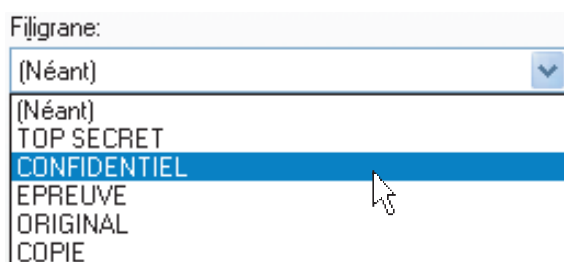 Filigrane:
(Néant)
(Néant)
TOP SECRET
CONFIDENTIEL
EPREUVE
ORIGINAL
COPIE